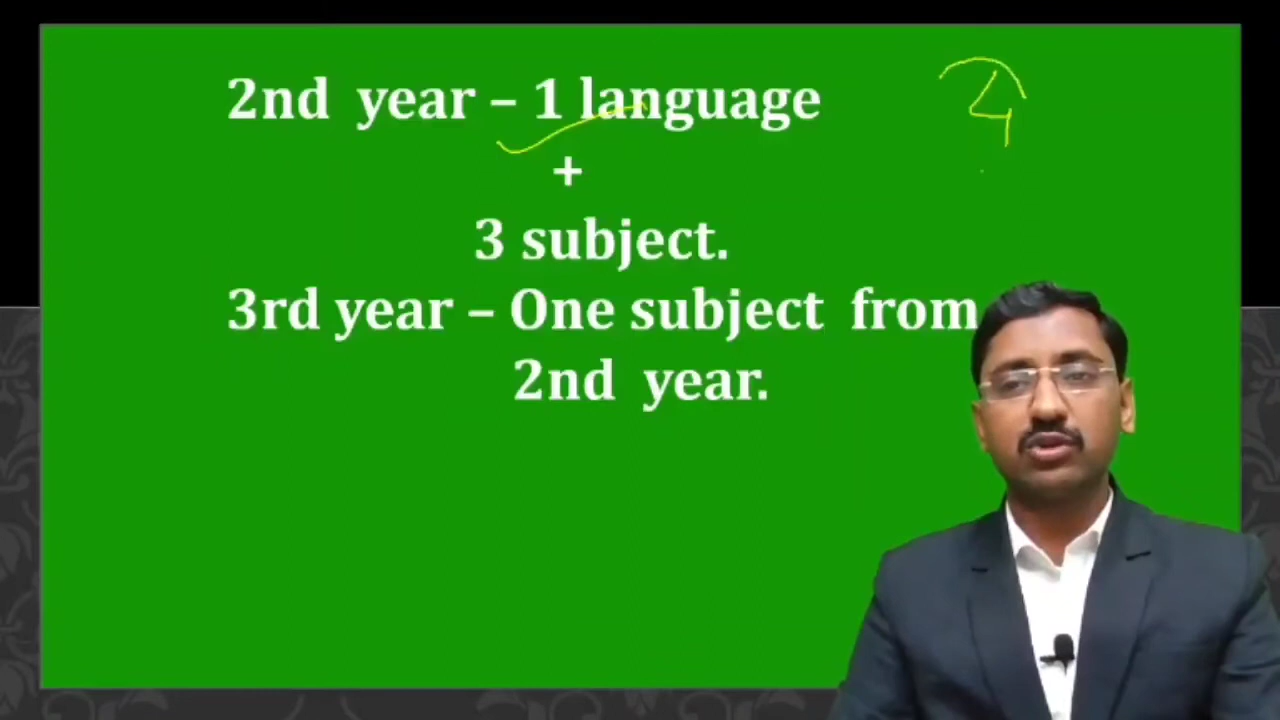 2nd year – 1 language
4
+
3 subject.
3rd year – One subject from
2nd year.